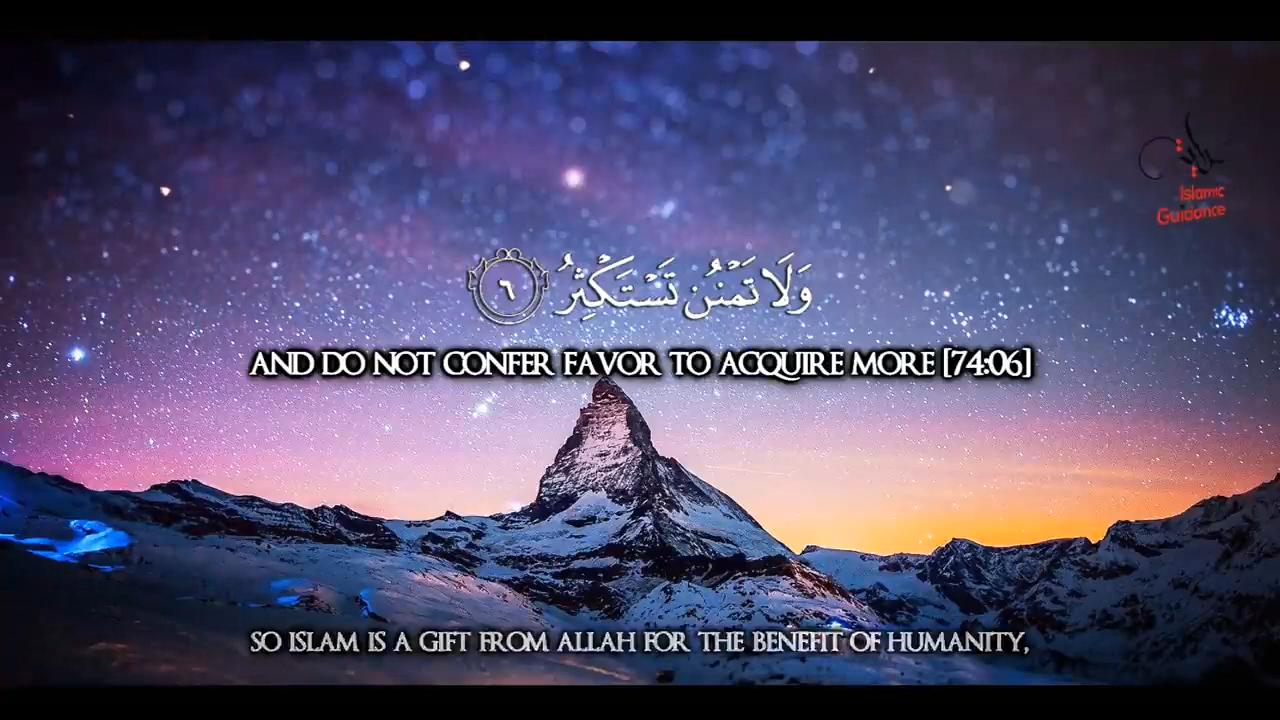 Islamic
Guidance
وَلَا تَمْنُن تَسْتَكْثِرُ ٦
AND DO NOT CONFER FAVOR TO ACQUIRE MORE [74:06]
SO ISLAM IS A GIFT FROM ALLAH FOR THE BENEFIT OF HUMANITY,